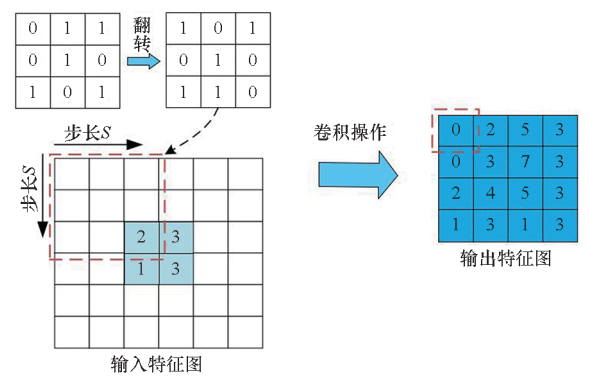 0 1 1
0 1 0
1 0 1
翻转
1 0 1
0 1 0
1 1 0
步长S
步长S
2 3
1 3
输入特征图
卷积操作
0 2 5 3
0 3 7 3
2 4 5 3
1 3 1 3
输出特征图